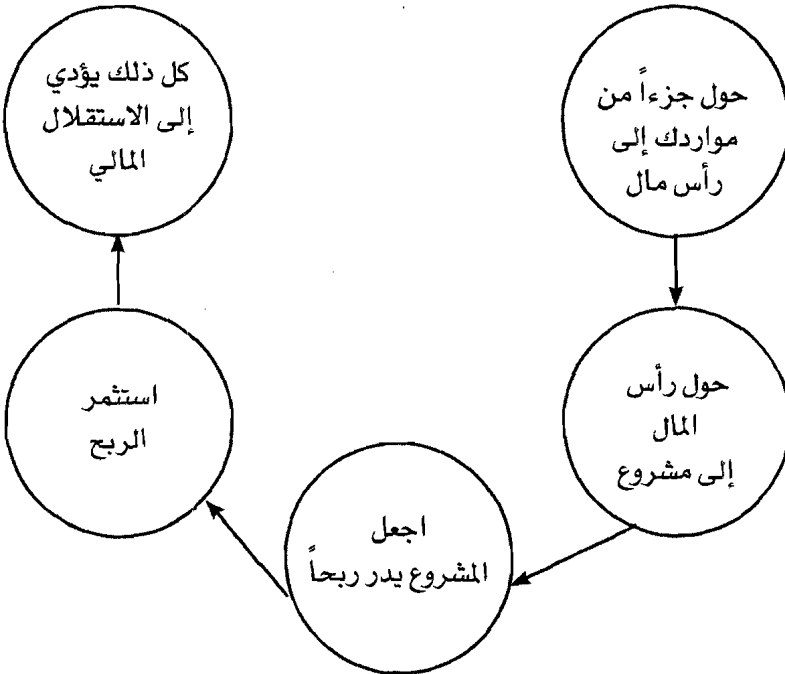 حول جزءاً من
مواردك إلى
رأس مال
حول رأس
المال
إلى مشروع
اجعل
المشروع يدر ربحاً
استثمر
الربح
كل ذلك يؤدي
إلى الاستقلال
المالي